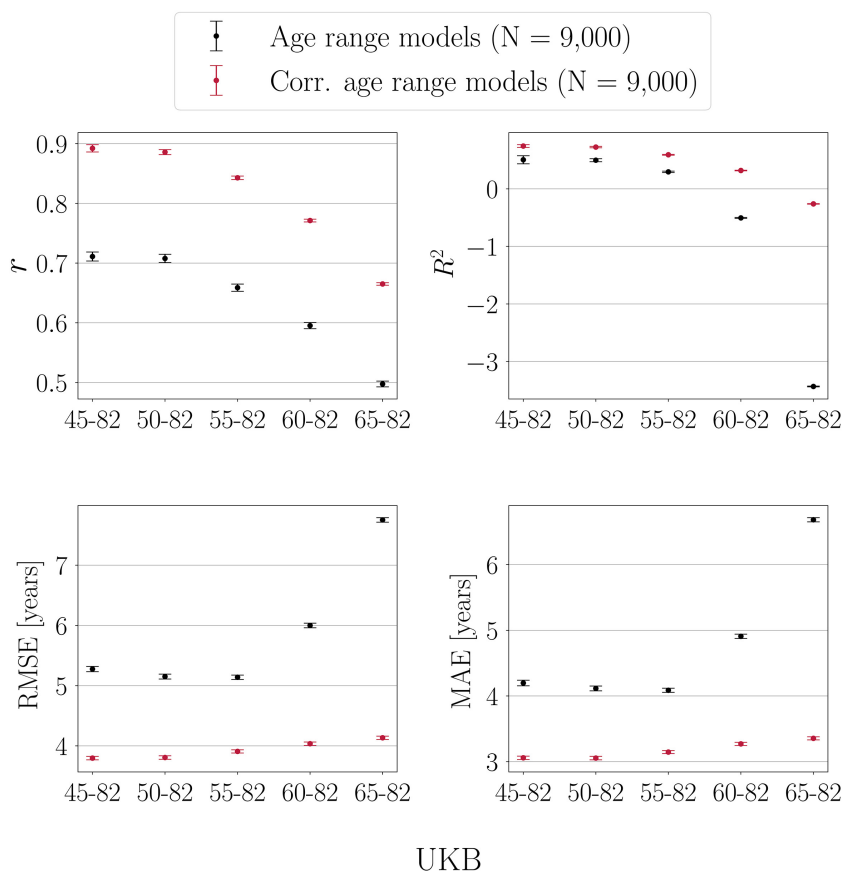 Age range models (N = 9,000)
Corr. age range models (N = 9,000)
r
0.9
0.8
0.7
0.6
0.5
45-82 50-82 55-82 60-82 65-82
R²
0
−1
−2
−3
45-82 50-82 55-82 60-82 65-82
RMSE [years]
7
6
5
4
45-82 50-82 55-82 60-82 65-82
MAE [years]
6
5
4
3
45-82 50-82 55-82 60-82 65-82
UKB